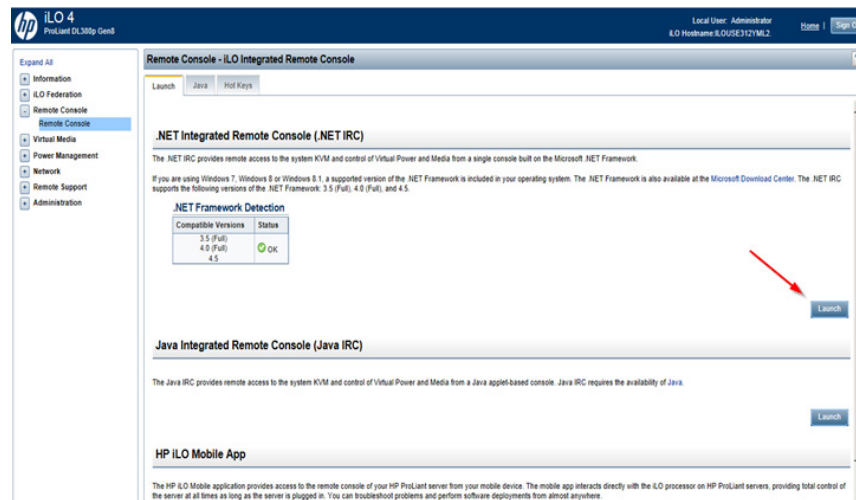 hp
iLO 4
ProLiant DL380p Gen8
Local User: Administrator
iLO Hostname:ILOUSE312YML2.
Home |
Sign O
Expand All
Information
iLO Federation
Remote Console
Remote Console
Virtual Media
Power Management
Network
Remote Support
Administration
Remote Console - iLO Integrated Remote Console
Launch
Java
Hot Keys
.NET Integrated Remote Console (.NET IRC)
The .NET IRC provides remote access to the system KVM and control of Virtual Power and Media from a single console built on the Microsoft .NET Framework.
If you are using Windows 7, Windows 8 or Windows 8.1, a supported version of the .NET Framework is included in your operating system. The .NET Framework is also available at the Microsoft Download Center. The .NET IRC
supports the following versions of the .NET Framework: 3.5 (Full), 4.0 (Full), and 4.5.
.NET Framework Detection
Compatible Versions Status
3.5 (Full)
4.0 (Full) OK
4.5
Launch
Java Integrated Remote Console (Java IRC)
The Java IRC provides remote access to the system KVM and control of Virtual Power and Media from a Java applet-based console. Java IRC requires the availability of Java.
Launch
HP iLO Mobile App
The HP iLO Mobile application provides access to the remote console of your HP ProLiant server from your mobile device. The mobile app interacts directly with the iLO processor on HP ProLiant servers, providing total control of
the server at all times as long as the server is plugged in. You can troubleshoot problems and perform software deployments from almost anywhere.